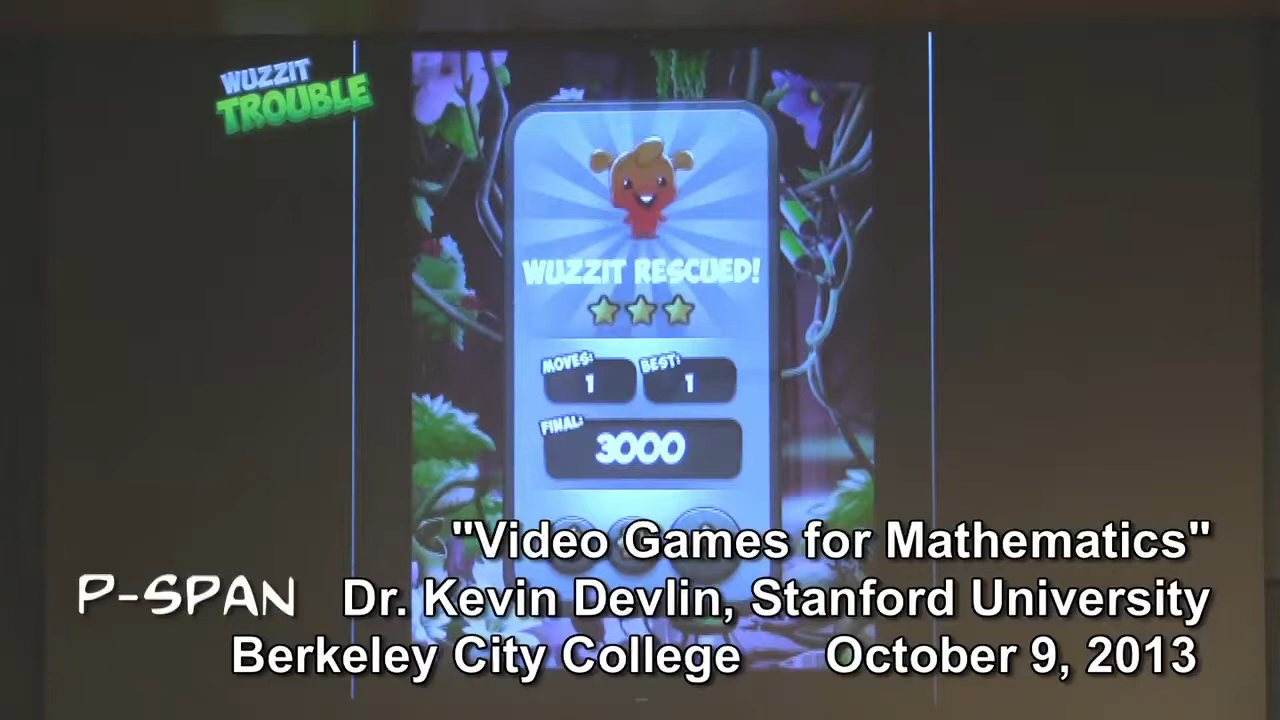 WUZZIT
TROUBLE
WUZZIT RESCUED!
MOVES:
1
BEST:
1
FINAL:
3000
"Video Games for Mathematics"
P-SPAN
Dr. Kevin Devlin, Stanford University
Berkeley City College
October 9, 2013